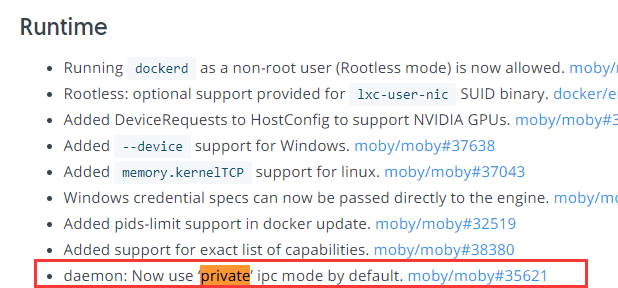 Runtime
Running dockerd as a non-root user (Rootless mode) is now allowed. moby/
Rootless: optional support provided for lxc-user-nic SUID binary. docker/e
Added DeviceRequests to HostConfig to support NVIDIA GPUs. moby/moby#3
Added --device support for Windows. moby/moby#37638
Added memory.kernelTCP support for linux. moby/moby#37043
Windows credential specs can now be passed directly to the engine. moby/mo
Added pids-limit support in docker update. moby/moby#32519
Added support for exact list of capabilities. moby/moby#38380
daemon: Now use ‘private’ ipc mode by default. moby/moby#35621